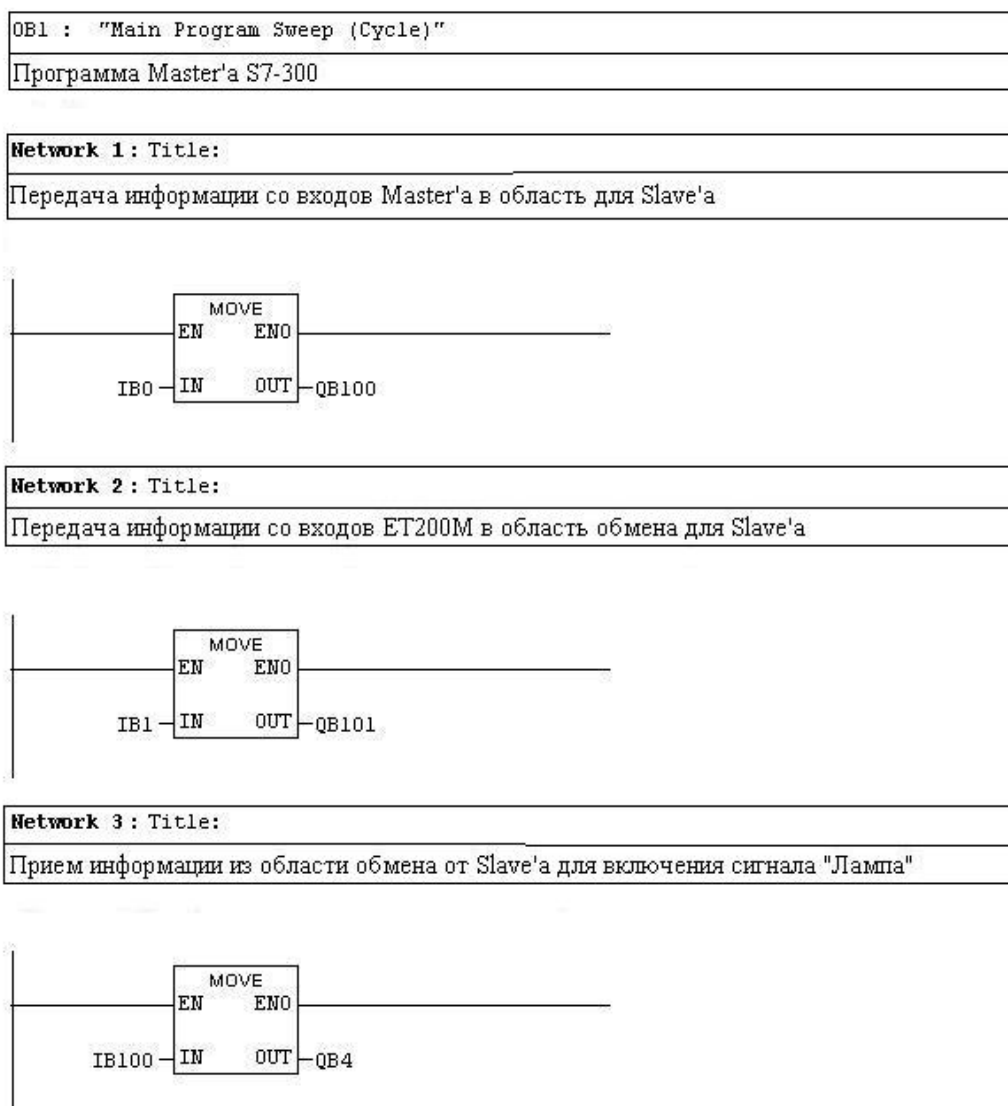 OB1 :  "Main Program Sweep (Cycle)"
Программа Master'а S7-300
Network 1: Title:
Передача информации со входов Master'а в область для Slave'а
MOVE
EN ENO
IB0 IN OUT QB100
Network 2: Title:
Передача информации со входов ET200M в область обмена для Slave'а
MOVE
EN ENO
IB1 IN OUT QB101
Network 3: Title:
Прием информации из области обмена от Slave'а для включения сигнала "Лампа"
MOVE
EN ENO
IB100 IN OUT QB4